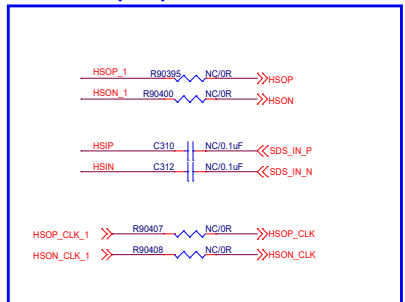 HSOP_1 R90395 NC/0R HSOP
HSON_1 R90400 NC/0R HSON
HSIP C310 NC/0.1uF SDS_IN_P
HSIN C312 NC/0.1uF SDS_IN_N
HSOP_CLK_1 R90407 NC/0R HSOP_CLK
HSON_CLK_1 R90408 NC/0R HSON_CLK